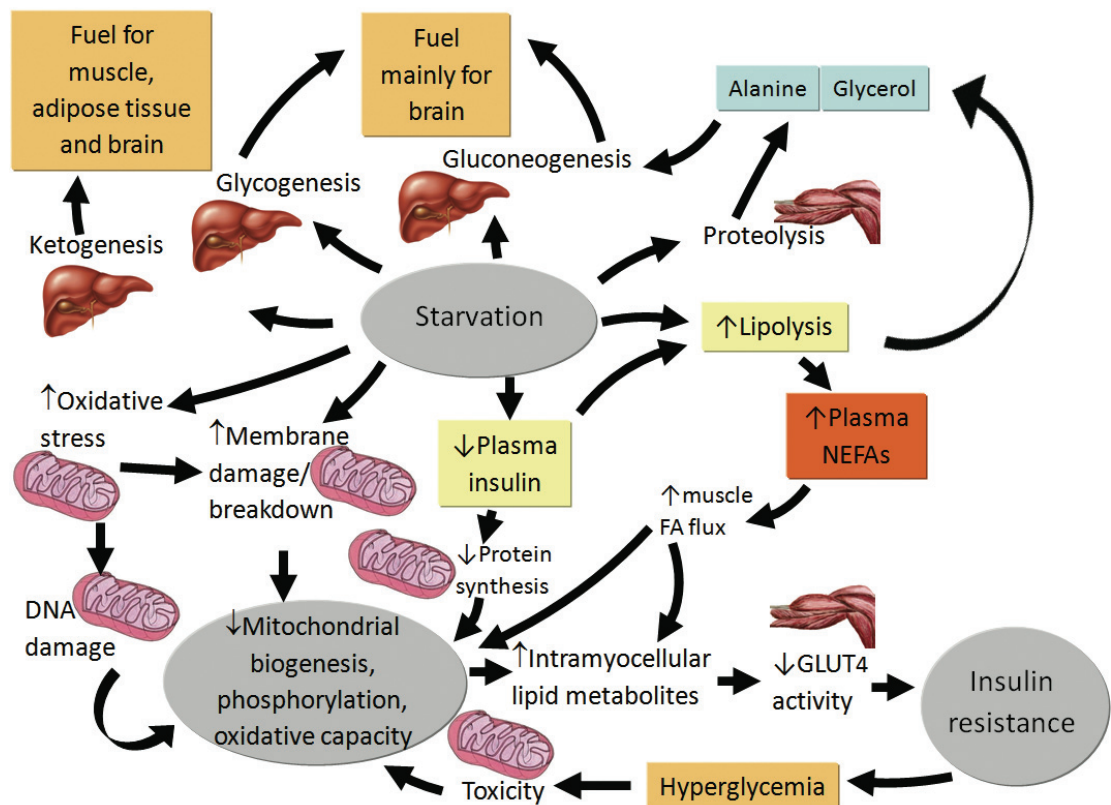 Fuel for
muscle,
adipose tissue
and brain
Fuel
mainly for
brain
Alanine
Glycerol
Gluconeogenesis
Glycogenesis
Ketogenesis
Proteolysis
Starvation
↑Lipolysis
↑Oxidative
stress
↑Membrane
damage/
breakdown
↓Plasma
insulin
↑Plasma
NEFAs
↑muscle
FA flux
↓Protein
synthesis
DNA
damage
↓Mitochondrial
biogenesis,
phosphorylation,
oxidative capacity
↑Intramyocellular
lipid metabolites
↓GLUT4
activity
Insulin
resistance
Toxicity
Hyperglycemia